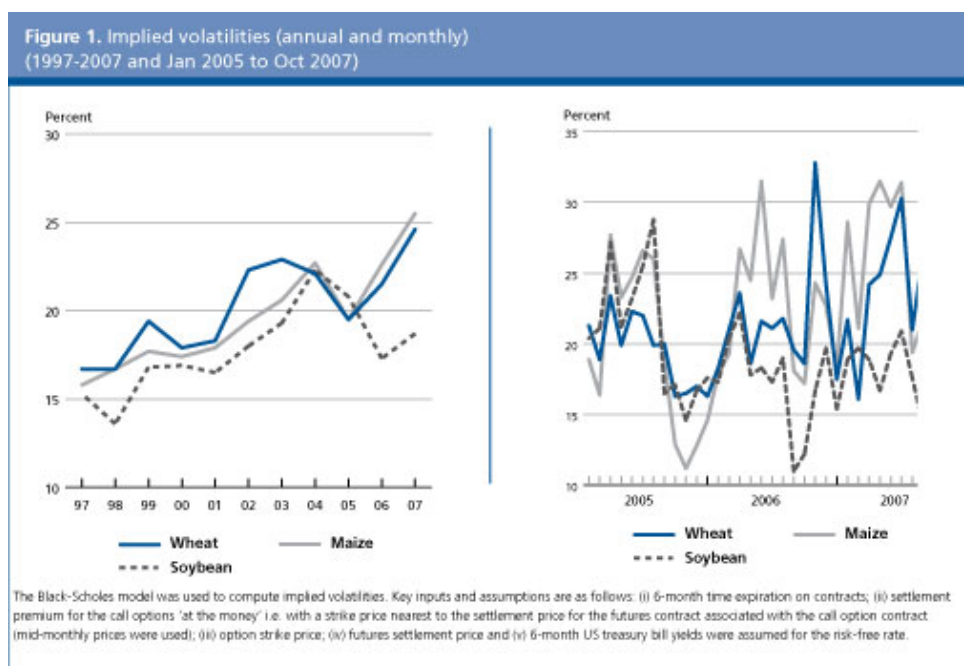 Figure 1. Implied volatilities (annual and monthly)
(1997-2007 and Jan 2005 to Oct 2007)
Percent
30
25
20
15
10
97 98 99 00 01 02 03 04 05 06 07
Wheat Maize
Soybean
Percent
35
30
25
20
15
10
2005 2006 2007
Wheat Maize
Soybean
The Black-Scholes model was used to compute implied volatilities. Key inputs and assumptions are as follows: (i) 6-month time expiration on contracts; (ii) settlement
premium for the call options 'at the money' i.e. with a strike price nearest to the settlement price for the futures contract associated with the call option contract
(mid-monthly prices were used); (iii) option strike price; (iv) futures settlement price and (v) 6-month US treasury bill yields were assumed for the risk-free rate.